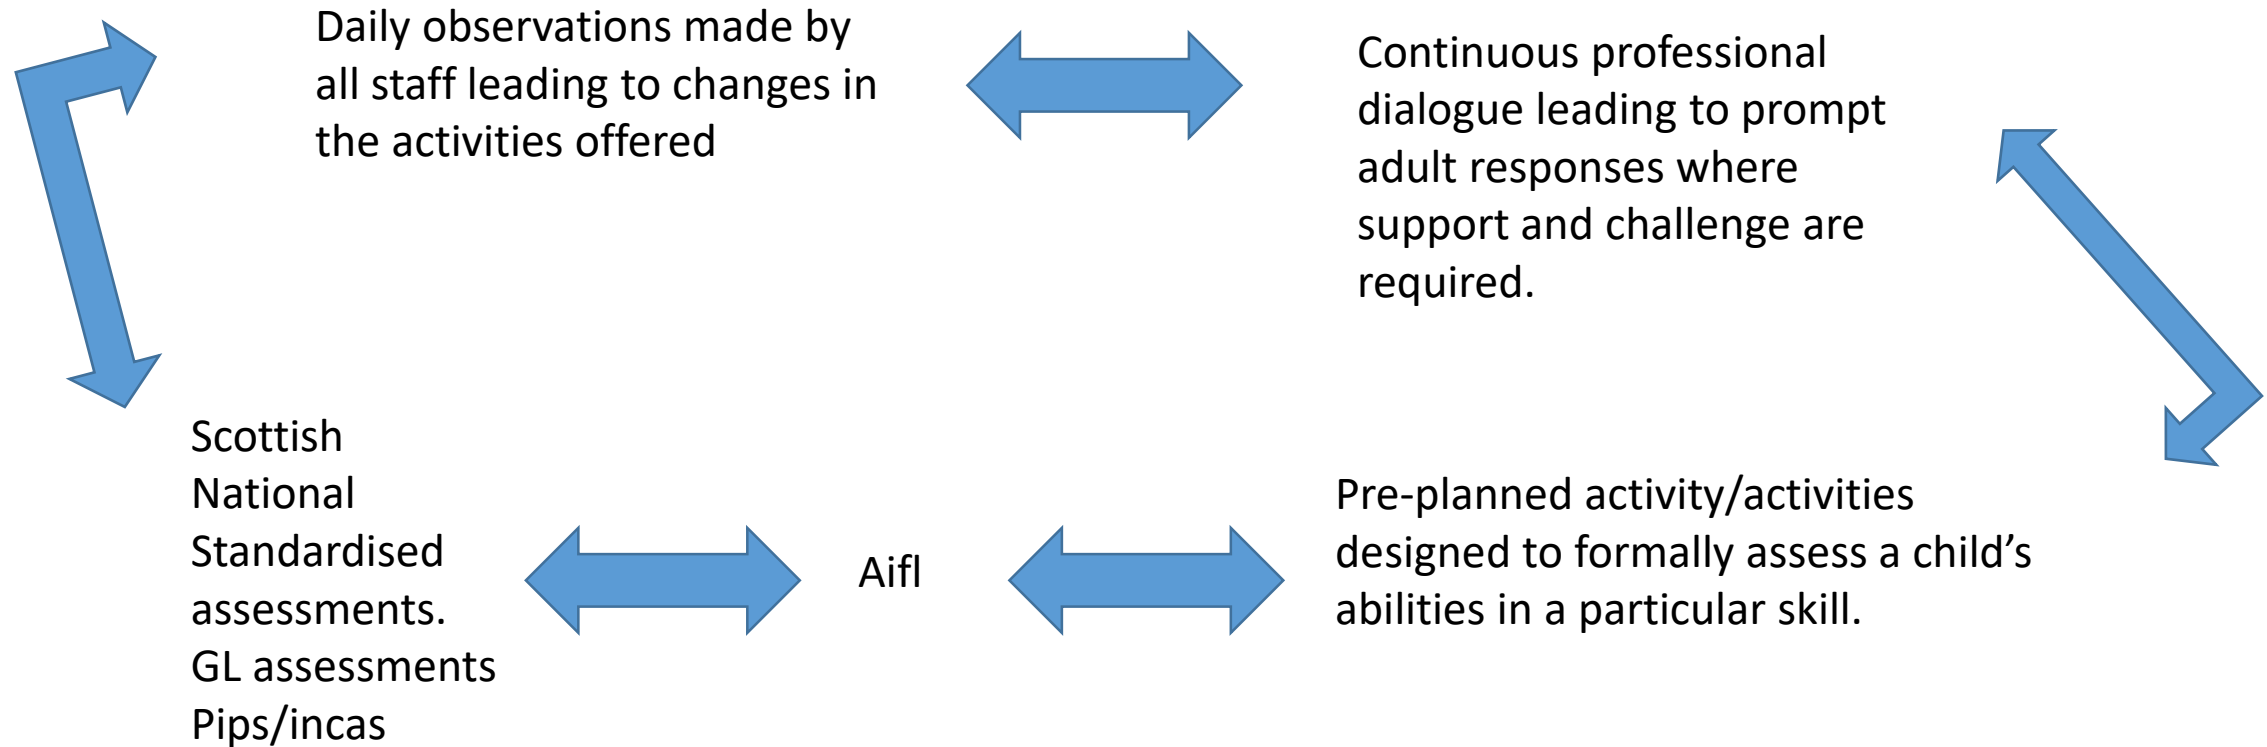 Daily observations made by
all staff leading to changes in
the activities offered
Continuous professional
dialogue leading to prompt
adult responses where
support and challenge are
required.
Scottish
National
Standardised
assessments.
GL assessments
Pips/incas
Aifl
Pre-planned activity/activities
designed to formally assess a child’s
abilities in a particular skill.